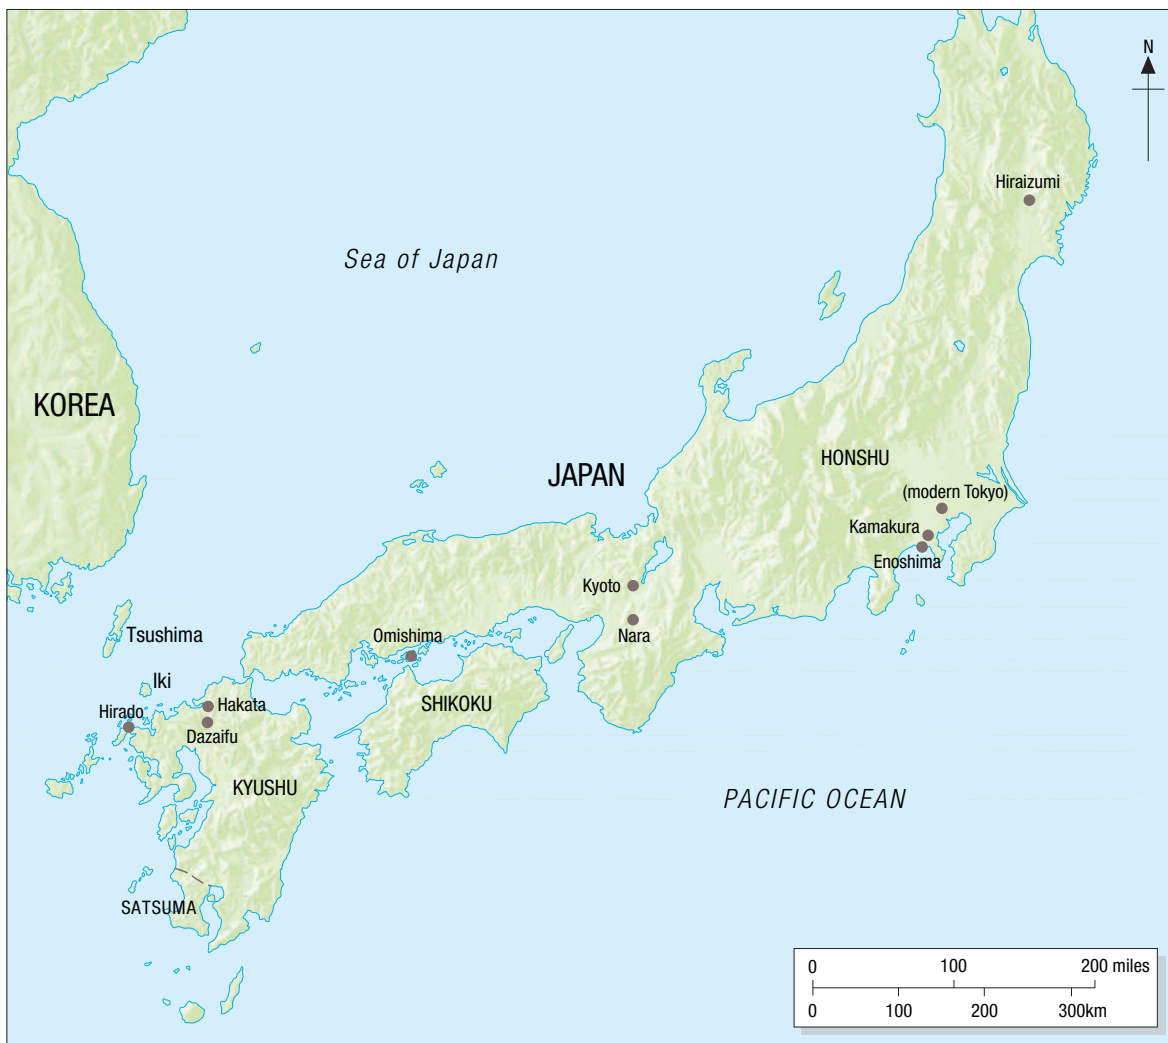 N
Hiraizumi
Sea of Japan
KOREA
HONSHU
JAPAN
(modern Tokyo)
Kamakura
Enoshima
Kyoto
Tsushima
Omishima
Nara
Iki
SHIKOKU
Hakata
Hirado
Dazaifu
KYUSHU
PACIFIC OCEAN
SATSUMA
0 100 200 miles
0 100 200 300km